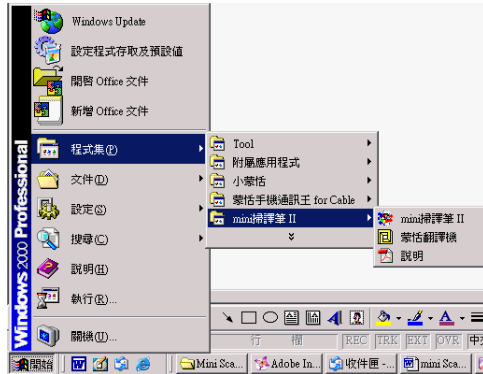 Windows Update
設定程式存取及預設值
開啟 Office 文件
新增 Office 文件
程式集(P)
文件(D)
設定(S)
搜尋(C)
說明(H)
執行(R)...
關機(U)...
Windows 2000 Professional
Tool
附屬應用程式
小蒙恬
蒙恬手機通訊王 for Cable
mini掃譯筆 II
mini掃譯筆 II
蒙恬翻譯機
說明
行 欄 REC TRK EXT OVR 中
開始
Mini Sca...
Adobe In...
收件匣 -...
mini Sca...